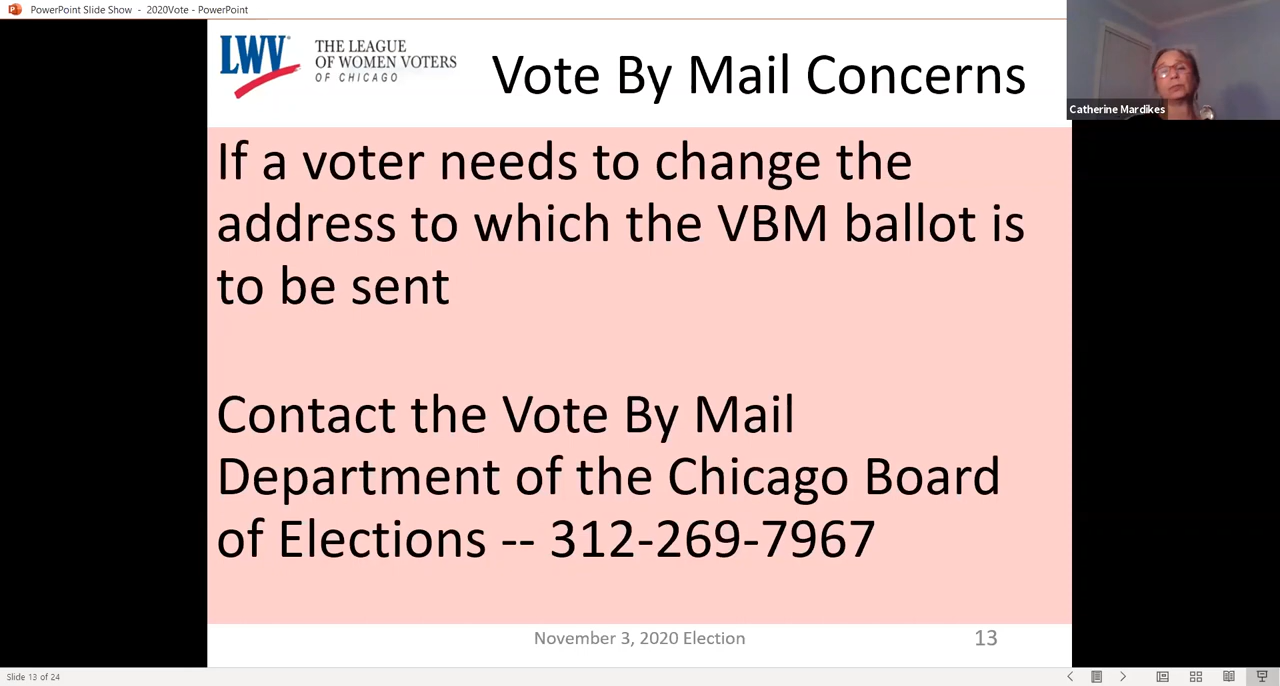 PowerPoint Slide Show - 2020Vote - PowerPoint
LWV
THE LEAGUE
OF WOMEN VOTERS
OF CHICAGO
Vote By Mail Concerns
Catherine Mardikes
If a voter needs to change the
address to which the VBM ballot is
to be sent
Contact the Vote By Mail
Department of the Chicago Board
of Elections -- 312-269-7967
November 3, 2020 Election
13
Slide 13 of 24